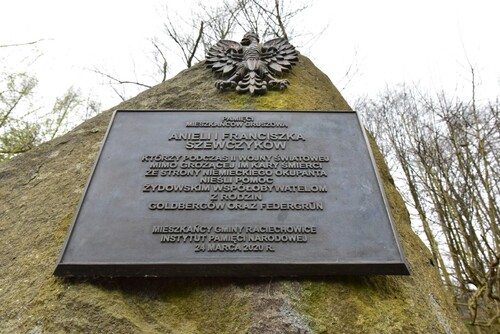 PAMIĘCI
MIESZKAŃCÓW GRUSZOWA
ANIELI I FRANCISZKA
SZEWCZYKÓW
KTÓRZY PODCZAS II WOJNY ŚWIATOWEJ
MIMO GROŻĄCEJ IM KARY ŚMIERCI
ZE STRONY NIEMIECKIEGO OKUPANTA
NIEŚLI POMOC
ŻYDOWSKIM WSPÓŁOBYWATELOM
Z RODZIN
GOLDBERGÓW ORAZ FEDERGRÜN
MIESZKAŃCY GMINY RACIECHOWICE
INSTYTUT PAMIĘCI NARODOWEJ
24 MARCA 2020 R.